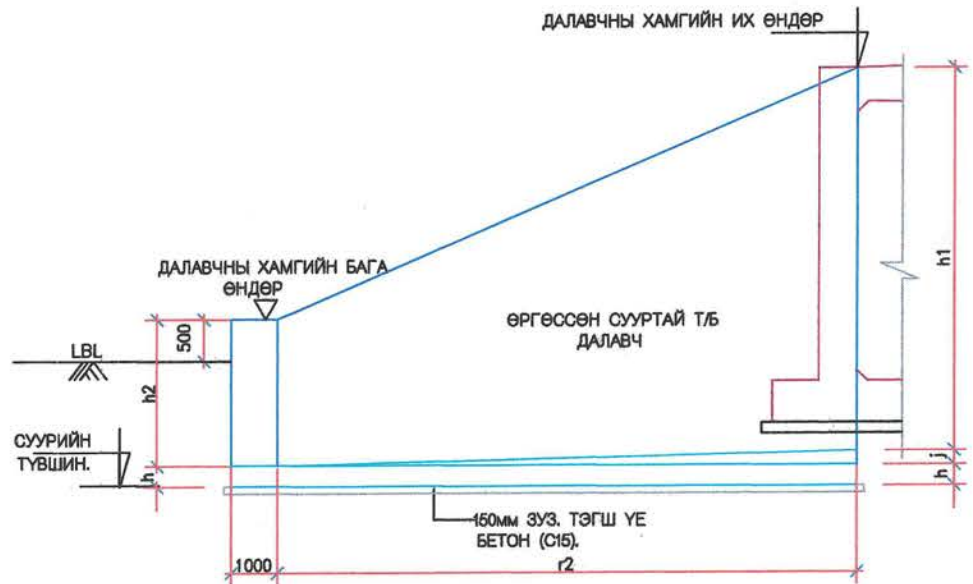 ДАЛАВЧНЫ ХАМГИЙН ИХ ӨНДӨР
ДАЛАВЧНЫ ХАМГИЙН БАГА
ӨНДӨР
500
LBL
h2
h1
ӨРГӨССӨН СУУРТАЙ Т/Б
ДАЛАВЧ
СУУРИЙН
ТҮВШИН.
h
j
h
150мм ЗУЗ. ТЭГШ ҮЕ
БЕТОН (C15).
1000
r2